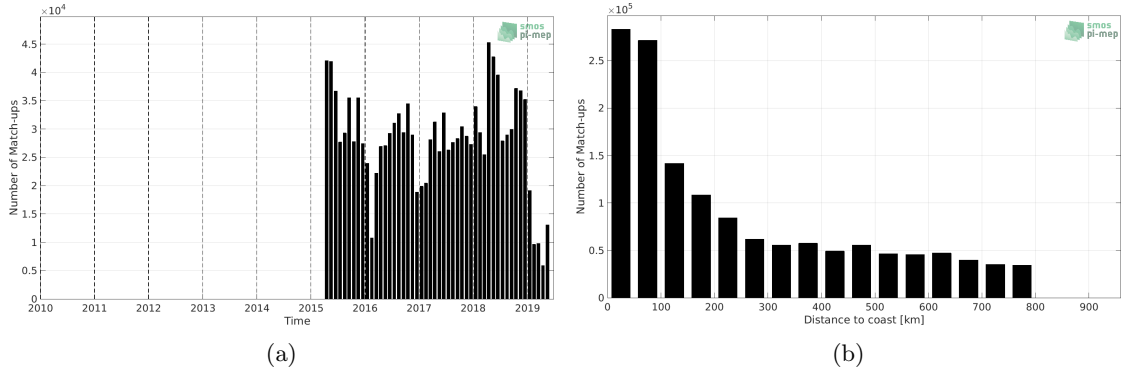 ×10⁴
smos
pi-mep
4.5
4
3.5
3
2.5
2
1.5
1
0.5
0
Number of Match-ups
2010 2011 2012 2013 2014 2015 2016 2017 2018 2019
Time
(a)
×10⁵
smos
pi-mep
2.5
2
1.5
1
0.5
0
Number of Match-ups
0 100 200 300 400 500 600 700 800 900
Distance to coast [km]
(b)